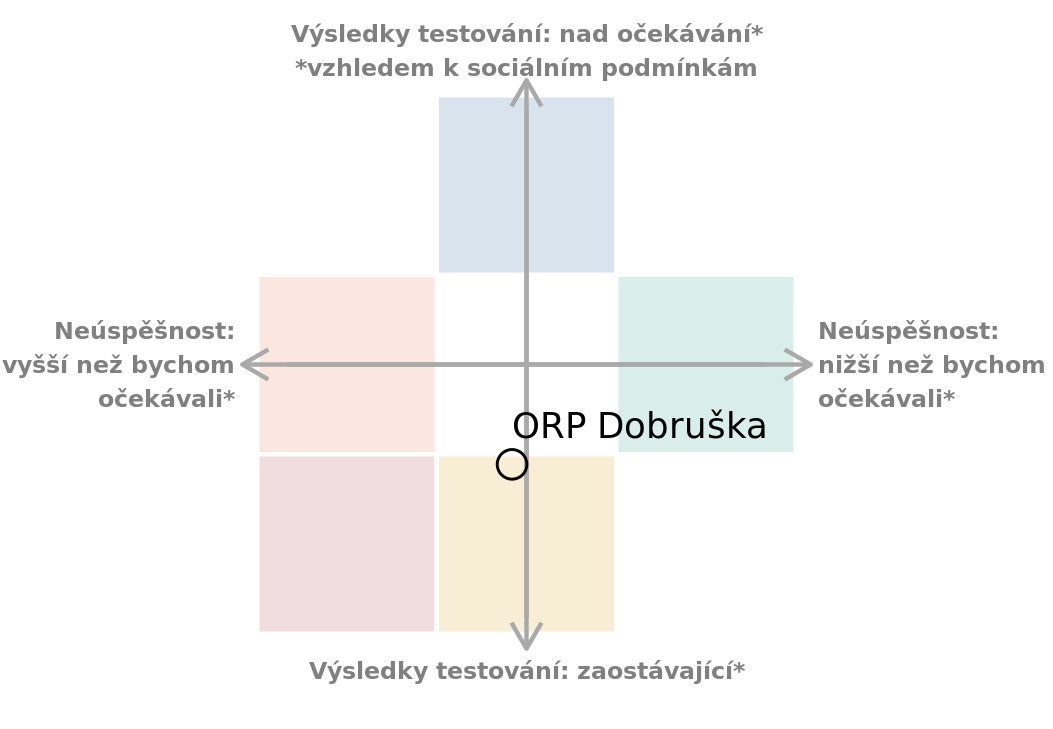 Výsledky testování: nad očekávání*
*vzhledem k sociálním podmínkám
Neúspěšnost:
vyšší než bychom
očekávali*
Neúspěšnost:
nižší než bychom
očekávali*
ORP Dobruška
Výsledky testování: zaostávající*